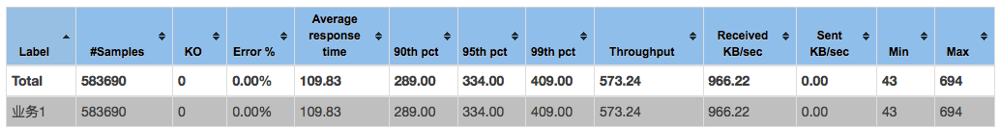 Label #Samples KO Error % Average response time 90th pct 95th pct 99th pct Throughput Received KB/sec Sent KB/sec Min Max
Total 583690 0 0.00% 109.83 289.00 334.00 409.00 573.24 966.22 0.00 43 694
业务1 583690 0 0.00% 109.83 289.00 334.00 409.00 573.24 966.22 0.00 43 694